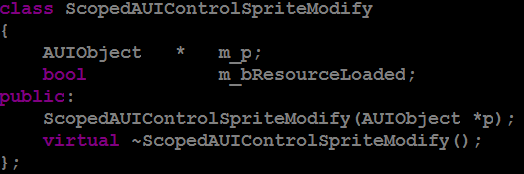 class ScopedAUIControlSpriteModify
{
    AUIObject   *   m_p;
    bool            m_bResourceLoaded;
public:
    ScopedAUIControlSpriteModify(AUIObject *p);
    virtual ~ScopedAUIControlSpriteModify();
};